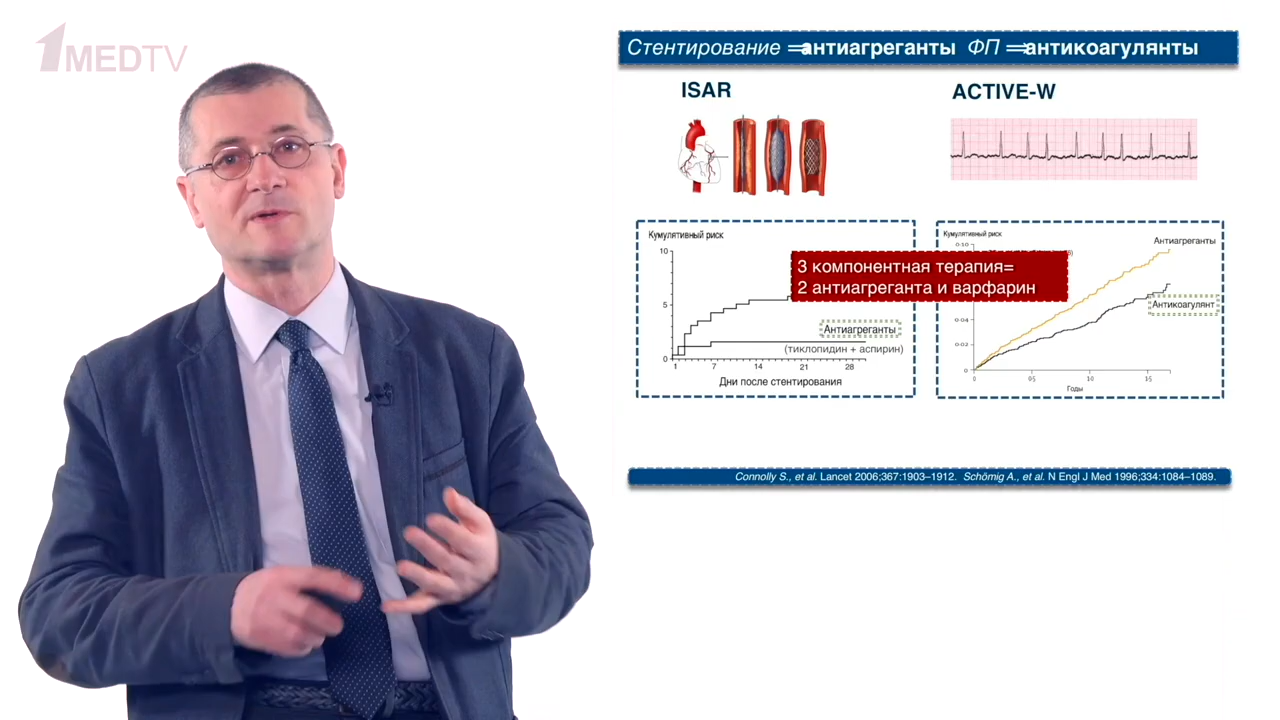 1MEDTV
Стентирование ⇒антиагреганты ФП ⇒антикоагулянты
ISAR
ACTIVE-W
Кумулятивный риск
10
5
0
1 7 14 21 28
Антиагреганты
(тиклопидин + аспирин)
Дни после стентирования
3 компонентная терапия=
2 антиагреганта и варфарин
Кумулятивный риск
0·10
Антиагреганты
Антикоагулянт
0·04
0·02
0
0·5 1·0 1·5
Годы
Connolly S., et al. Lancet 2006;367:1903–1912. Schömig A., et al. N Engl J Med 1996;334:1084–1089.